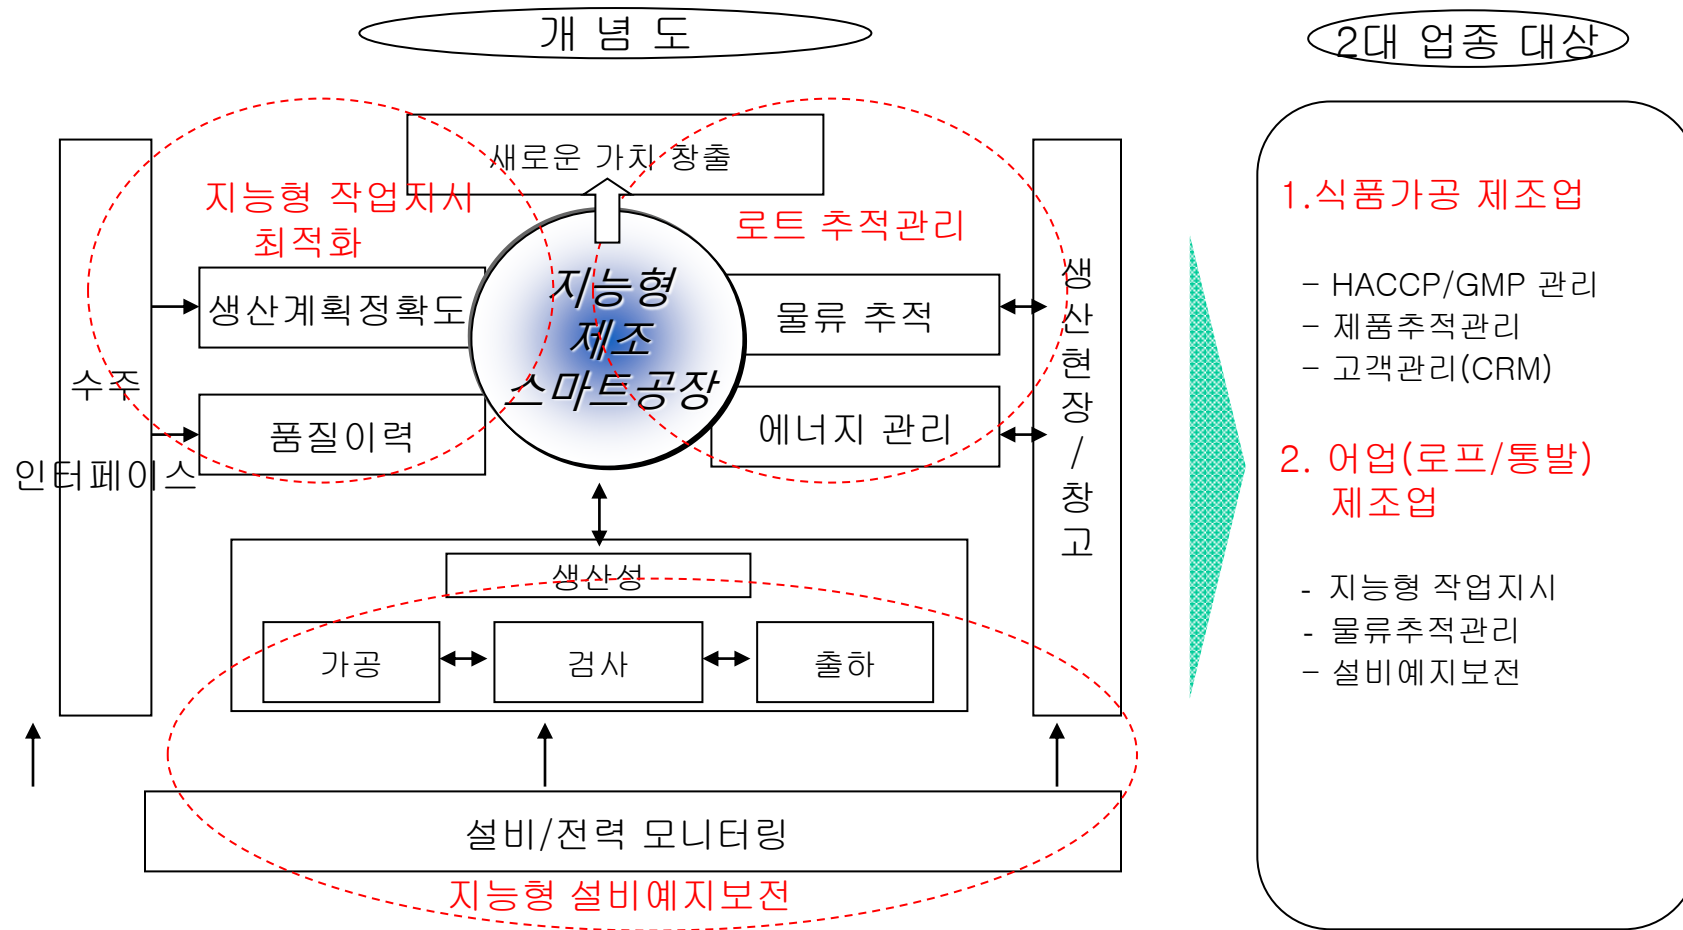 개 념 도
2대 업종 대상
새로운 가치 창출
지능형 작업지시
최적화
로트 추적관리
생산계획정확도
품질이력
지능형
제조
스마트공장
물류 추적
에너지 관리
수주
인터페이스
생
산
현
장
/
창
고
생산성
가공
검사
출하
설비/전력 모니터링
지능형 설비예지보전
1.식품가공 제조업
- HACCP/GMP 관리
- 제품추적관리
- 고객관리(CRM)
2. 어업(로프/통발)
제조업
- 지능형 작업지시
- 물류추적관리
- 설비예지보전